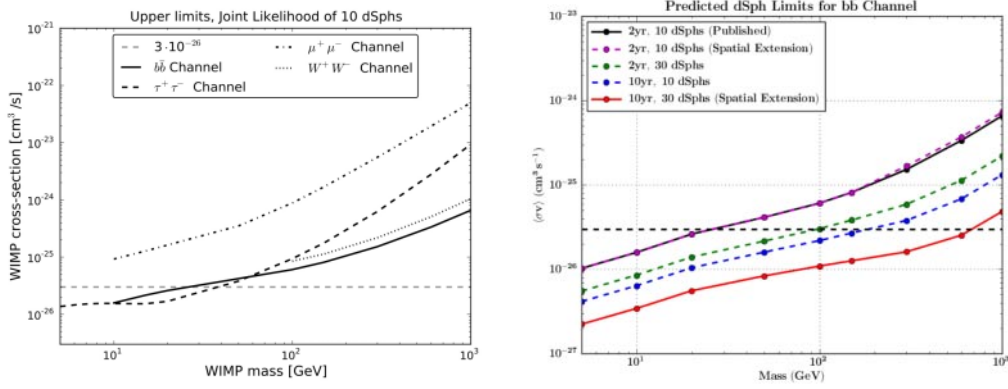 Upper limits, Joint Likelihood of 10 dSphs
10⁻²¹
10⁻²²
10⁻²³
10⁻²⁴
10⁻²⁵
10⁻²⁶
WIMP cross-section [cm³/s]
3·10⁻²⁶
bb̄ Channel
τ⁺τ⁻ Channel
μ⁺μ⁻ Channel
W⁺W⁻ Channel
10¹
10²
10³
WIMP mass [GeV]
Predicted dSph Limits for bb Channel
10⁻²³
10⁻²⁴
10⁻²⁵
10⁻²⁶
10⁻²⁷
⟨σv⟩ (cm³ s⁻¹)
2yr, 10 dSphs (Published)
2yr, 10 dSphs (Spatial Extension)
2yr, 30 dSphs
10yr, 10 dSphs
10yr, 30 dSphs (Spatial Extension)
10¹
10²
10³
Mass (GeV)